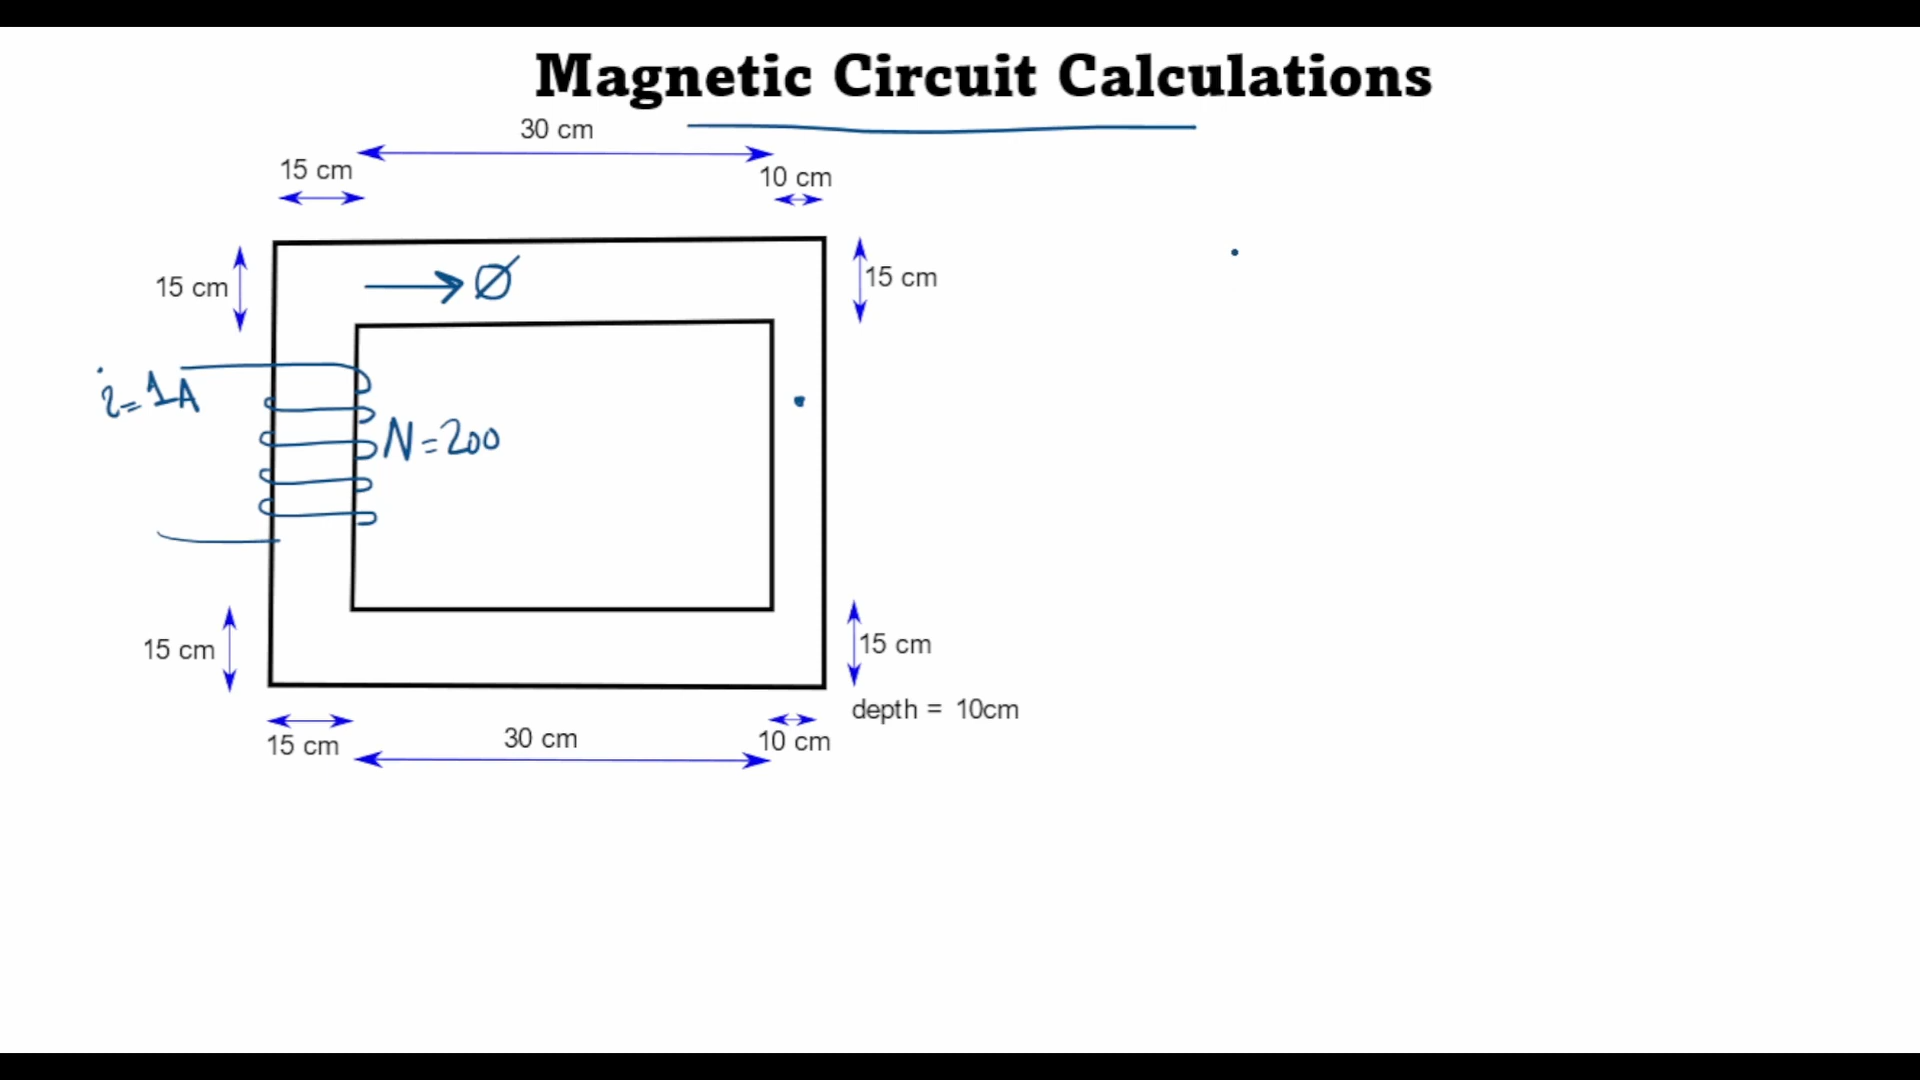 Magnetic Circuit Calculations
30 cm
15 cm
10 cm
15 cm
Ø
15 cm
i=1A
N=200
15 cm
15 cm
depth = 10cm
15 cm
30 cm
10 cm